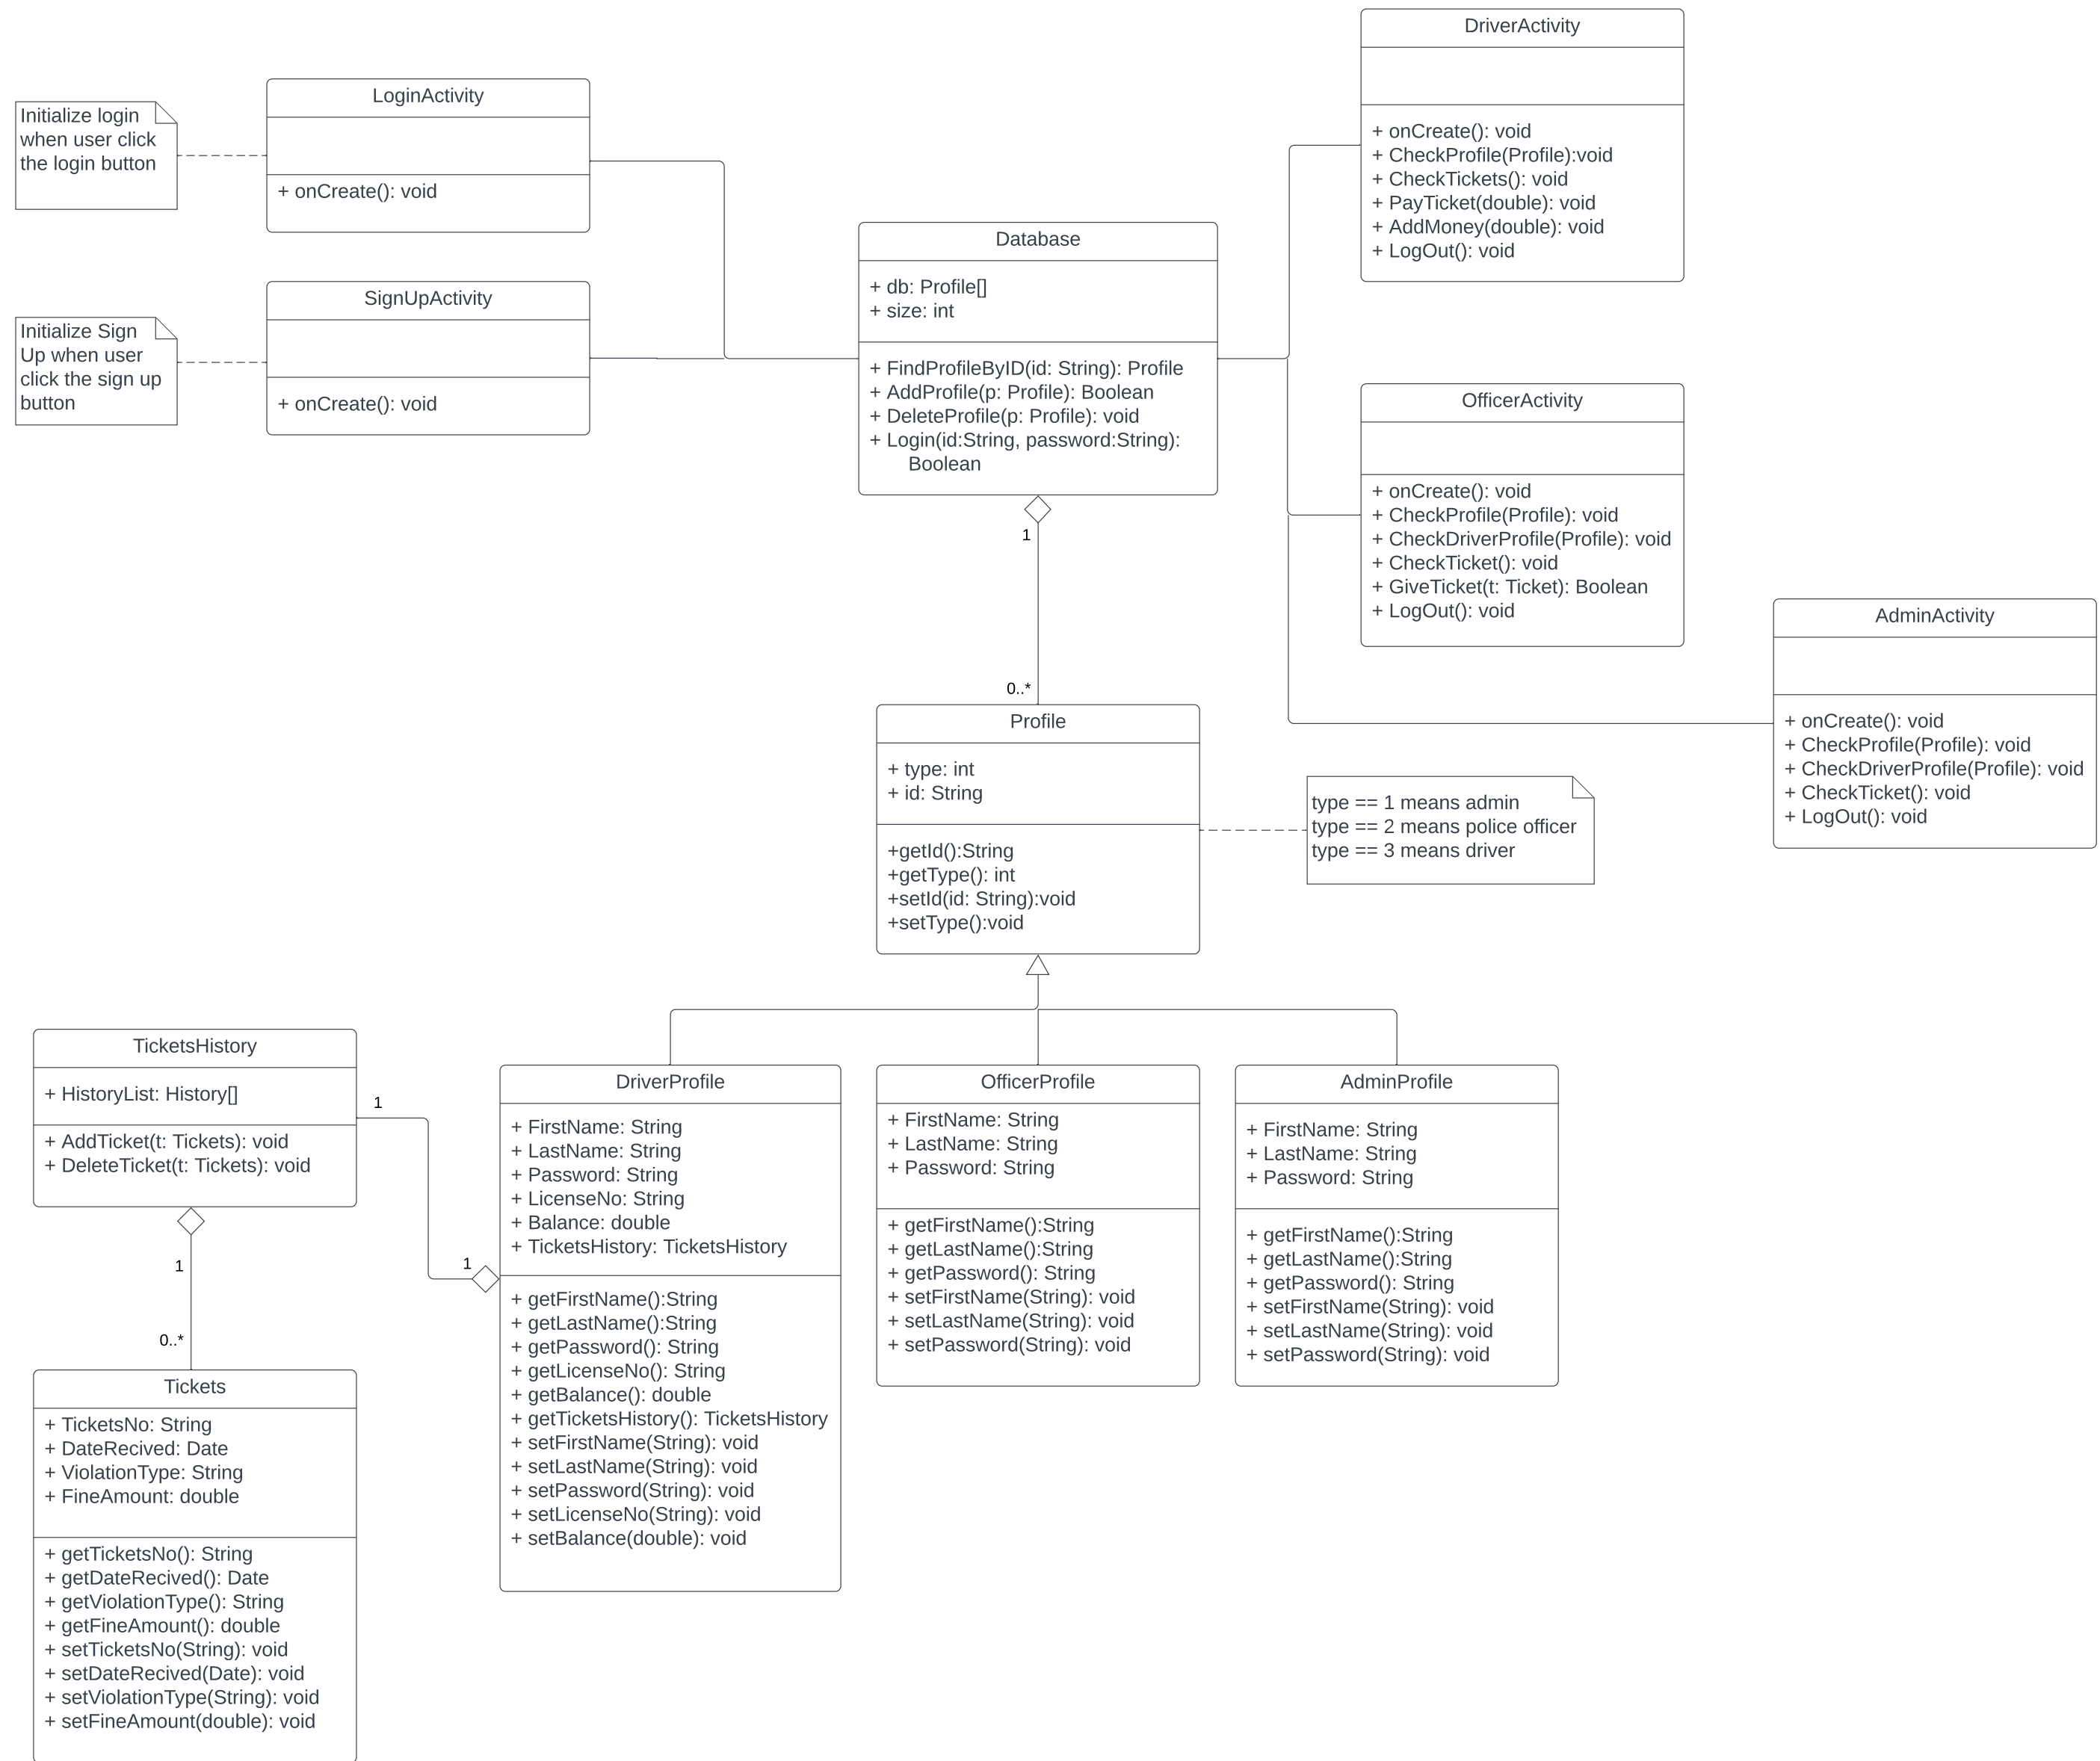 DriverActivity
+ onCreate(): void
+ CheckProfile(Profile):void
+ CheckTickets(): void
+ PayTicket(double): void
+ AddMoney(double): void
+ LogOut(): void
Initialize login
when user click
the login button
LoginActivity
+ onCreate(): void
Initialize Sign
Up when user
click the sign up
button
SignUpActivity
+ onCreate(): void
Database
+ db: Profile[]
+ size: int
+ FindProfileByID(id: String): Profile
+ AddProfile(p: Profile): Boolean
+ DeleteProfile(p: Profile): void
+ Login(id:String, password:String):
Boolean
1
0..*
OfficerActivity
+ onCreate(): void
+ CheckProfile(Profile): void
+ CheckDriverProfile(Profile): void
+ CheckTicket(): void
+ GiveTicket(t: Ticket): Boolean
+ LogOut(): void
AdminActivity
+ onCreate(): void
+ CheckProfile(Profile): void
+ CheckDriverProfile(Profile): void
+ CheckTicket(): void
+ LogOut(): void
Profile
+ type: int
+ id: String
+getId():String
+getType(): int
+setId(id: String):void
+setType():void
type == 1 means admin
type == 2 means police officer
type == 3 means driver
TicketsHistory
+ HistoryList: History[]
+ AddTicket(t: Tickets): void
+ DeleteTicket(t: Tickets): void
1
1
1
0..*
DriverProfile
+ FirstName: String
+ LastName: String
+ Password: String
+ LicenseNo: String
+ Balance: double
+ TicketsHistory: TicketsHistory
+ getFirstName():String
+ getLastName():String
+ getPassword(): String
+ getLicenseNo(): String
+ getBalance(): double
+ getTicketsHistory(): TicketsHistory
+ setFirstName(String): void
+ setLastName(String): void
+ setPassword(String): void
+ setLicenseNo(String): void
+ setBalance(double): void
OfficerProfile
+ FirstName: String
+ LastName: String
+ Password: String
+ getFirstName():String
+ getLastName():String
+ getPassword(): String
+ setFirstName(String): void
+ setLastName(String): void
+ setPassword(String): void
AdminProfile
+ FirstName: String
+ LastName: String
+ Password: String
+ getFirstName():String
+ getLastName():String
+ getPassword(): String
+ setFirstName(String): void
+ setLastName(String): void
+ setPassword(String): void
Tickets
+ TicketsNo: String
+ DateRecived: Date
+ ViolationType: String
+ FineAmount: double
+ getTicketsNo(): String
+ getDateRecived(): Date
+ getViolationType(): String
+ getFineAmount(): double
+ setTicketsNo(String): void
+ setDateRecived(Date): void
+ setViolationType(String): void
+ setFineAmount(double): void